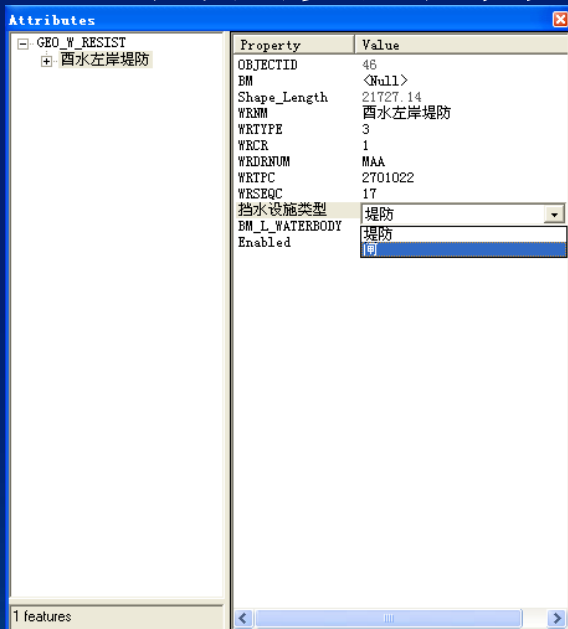 Attributes
GEO_W_RESIST
酉水左岸堤防
Property Value
OBJECTID 46
BM <Null>
Shape_Length 21727.14
WRNM 酉水左岸堤防
WRTYPE 3
WRCR 1
WRDRNUM MAA
WRTPC 2701022
WRSEQC 17
挡水设施类型 堤防
BM_L_WATERBODY 堤防
Enabled 闸
1 features